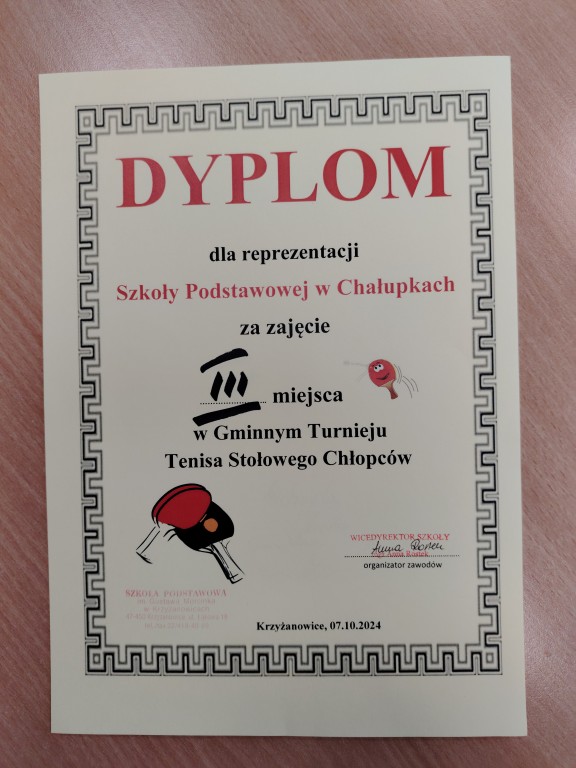 DYPLOM
dla reprezentacji
Szkoły Podstawowej w Chałupkach
za zajęcie
III miejsca
w Gminnym Turnieju
Tenisa Stołowego Chłopców
WICEDYREKTOR SZKOŁY
organizator zawodów
SZKOŁA PODSTAWOWA
Krzyżanowice, 07.10.2024